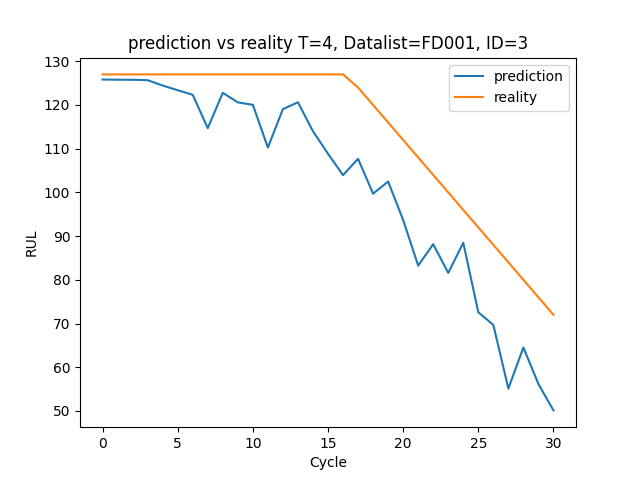 prediction vs reality T=4, Datalist=FD001, ID=3
prediction
reality
RUL
130
120
110
100
90
80
70
60
50
0 5 10 15 20 25 30
Cycle